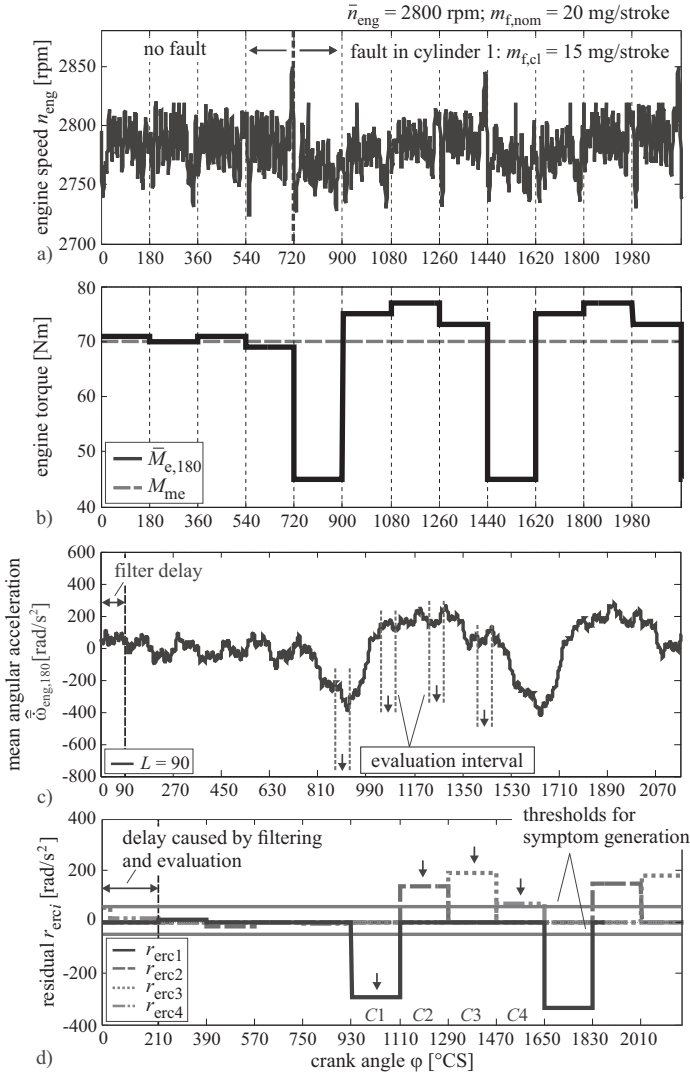 n̄eng = 2800 rpm; mf,nom = 20 mg/stroke
no fault
fault in cylinder 1: mf,cl = 15 mg/stroke
engine speed neng [rpm]
2850
2800
2750
2700
0 180 360 540 720 900 1080 1260 1440 1620 1800 1980
a)
engine torque [Nm]
80
70
60
50
40
M̄e,180
Mme
0 180 360 540 720 900 1080 1260 1440 1620 1800 1980
b)
mean angular acceleration
ω̂̇eng,180[rad/s²]
600
400
200
0
-200
-400
-600
-800
filter delay
L = 90
evaluation interval
0 90 270 450 630 810 990 1170 1350 1530 1710 1890 2070
c)
residual rerci [rad/s²]
400
200
0
-200
-400
delay caused by filtering
and evaluation
thresholds for
symptom generation
rerc1
rerc2
rerc3
rerc4
C1 C2 C3 C4
0 210 390 570 750 930 1110 1290 1470 1650 1830 2010
d)
crank angle φ [°CS]